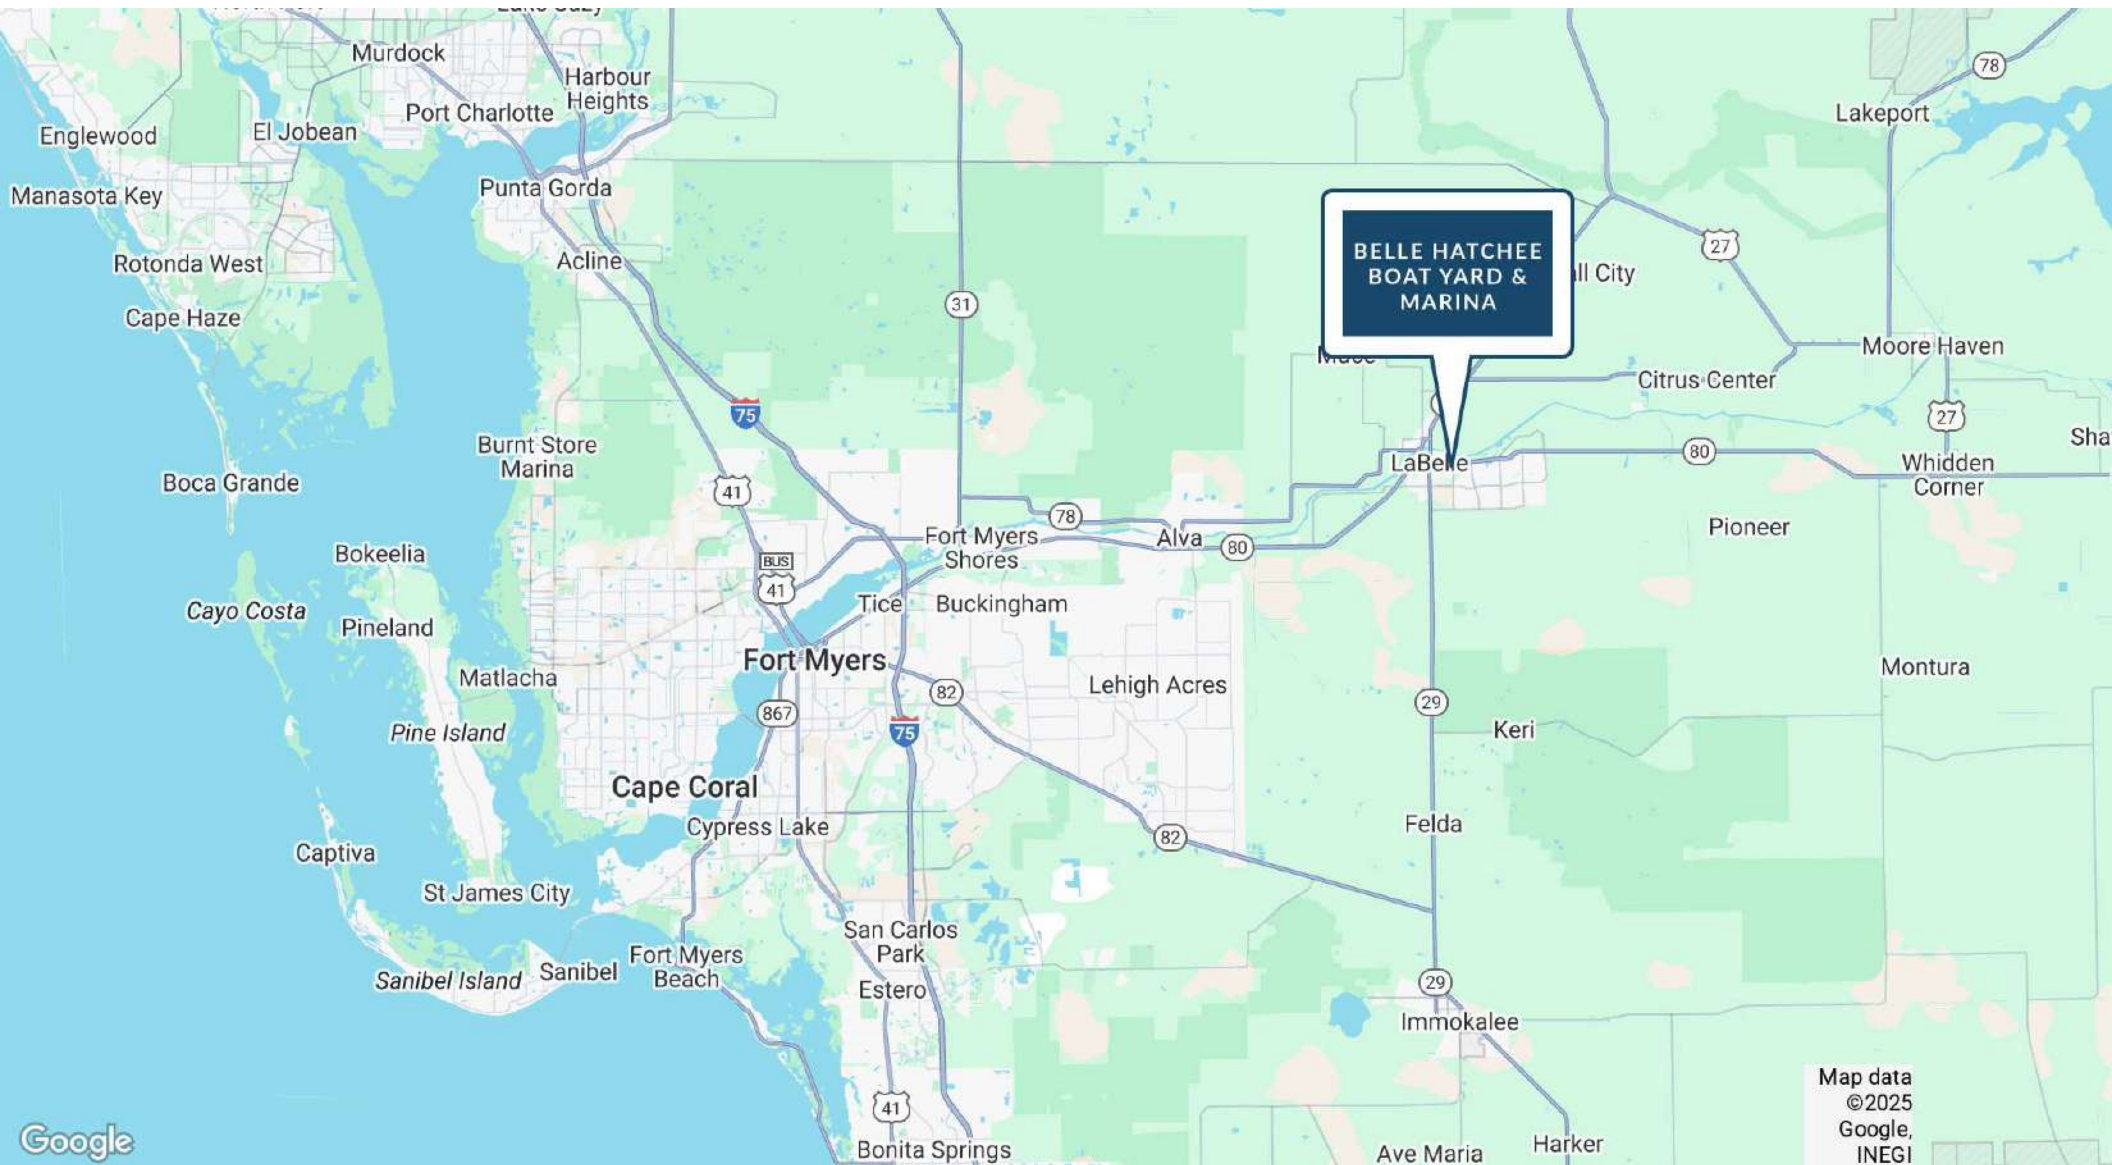 Murdock
Harbour
Heights
Port Charlotte
El Jobean
Englewood
Manasota Key
Punta Gorda
Rotonda West
Acline
Cape Haze
78
Lakeport
27
BELLE HATCHEE
BOAT YARD &
MARINA
City
31
Moore Haven
Citrus Center
75
27
Burnt Store
Marina
Boca Grande
41
LaBelle
80
Whidden
Corner
78
Fort Myers
Shores
Alva
80
Pioneer
Bokeelia
BUS
41
Cayo Costa
Pineland
Tice
Buckingham
Fort Myers
Matlacha
82
Lehigh Acres
Montura
867
Pine Island
75
29
Keri
Cape Coral
Cypress Lake
Felda
82
Captiva
St James City
San Carlos
Park
Fort Myers
Beach
Sanibel Island
Sanibel
Estero
29
Immokalee
41
Bonita Springs
Ave Maria
Harker
Google
Map data
©2025
Google,
INEGI